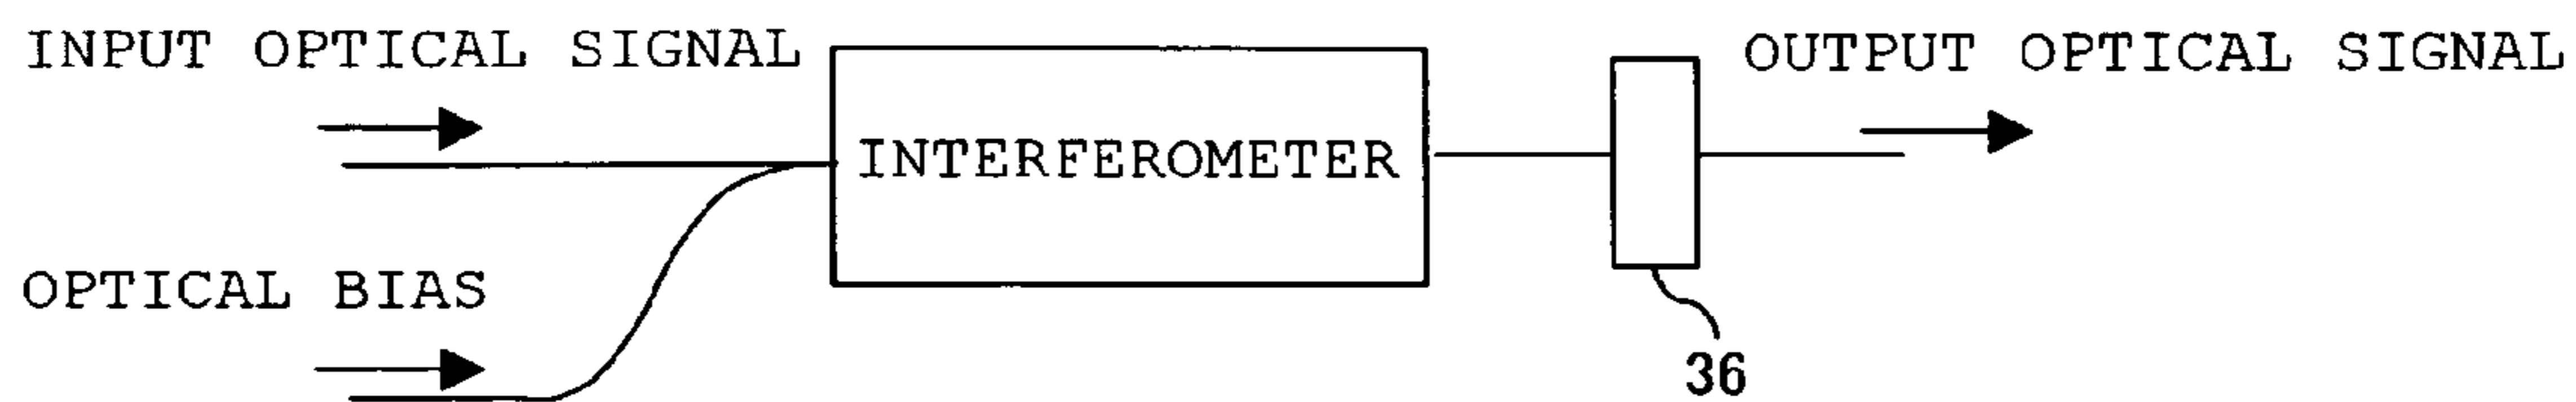 INPUT OPTICAL SIGNAL
OUTPUT OPTICAL SIGNAL
INTERFEROMETER
OPTICAL BIAS
36